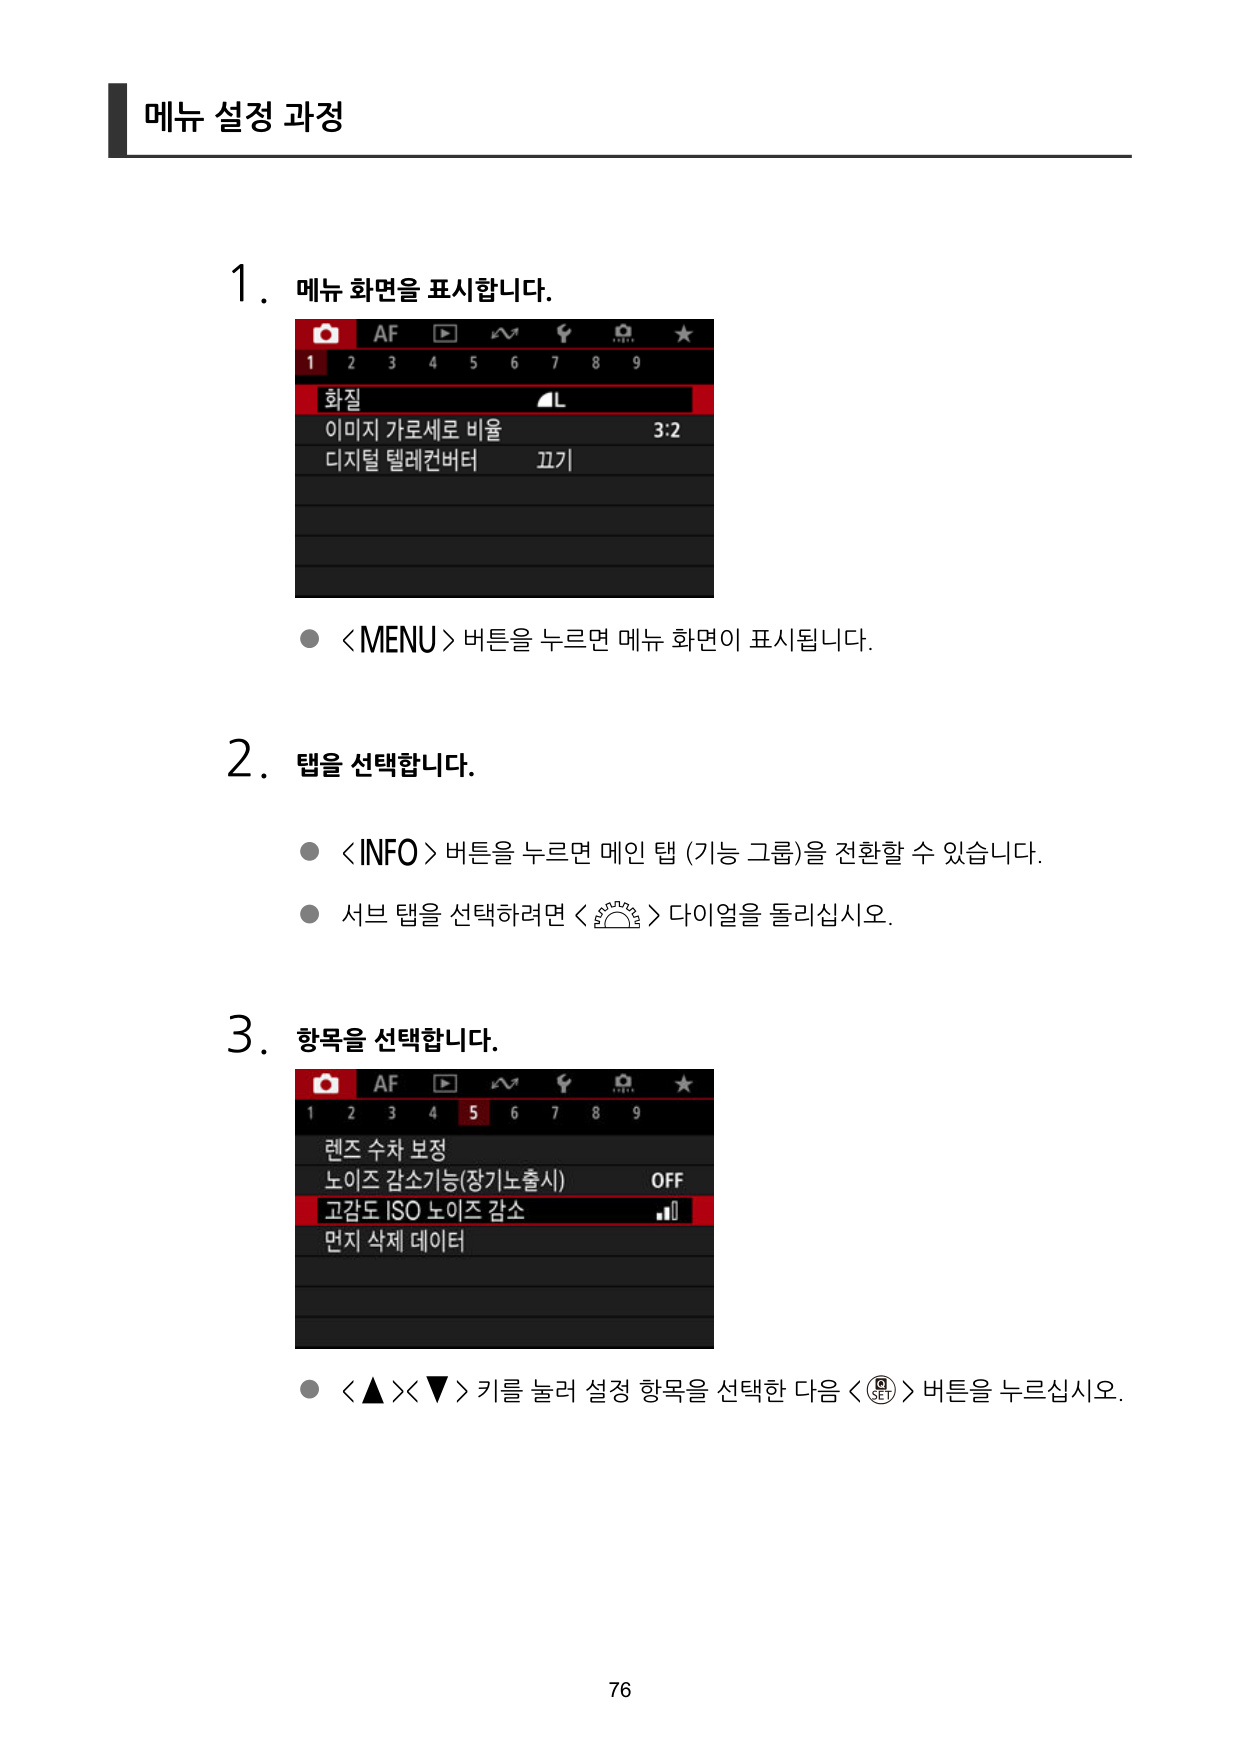 메뉴 설정 과정
1. 메뉴 화면을 표시합니다.
AF
1 2 3 4 5 6 7 8 9
화질 L
이미지 가로세로 비율 3:2
디지털 텔레컨버터 끄기
● <MENU> 버튼을 누르면 메뉴 화면이 표시됩니다.
2. 탭을 선택합니다.
● <INFO> 버튼을 누르면 메인 탭 (기능 그룹)을 전환할 수 있습니다.
● 서브 탭을 선택하려면 < > 다이얼을 돌리십시오.
3. 항목을 선택합니다.
AF
1 2 3 4 5 6 7 8 9
렌즈 수차 보정
노이즈 감소기능(장기노출시) OFF
고감도 ISO 노이즈 감소
먼지 삭제 데이터
● <▲><▼> 키를 눌러 설정 항목을 선택한 다음 <Q SET> 버튼을 누르십시오.
76